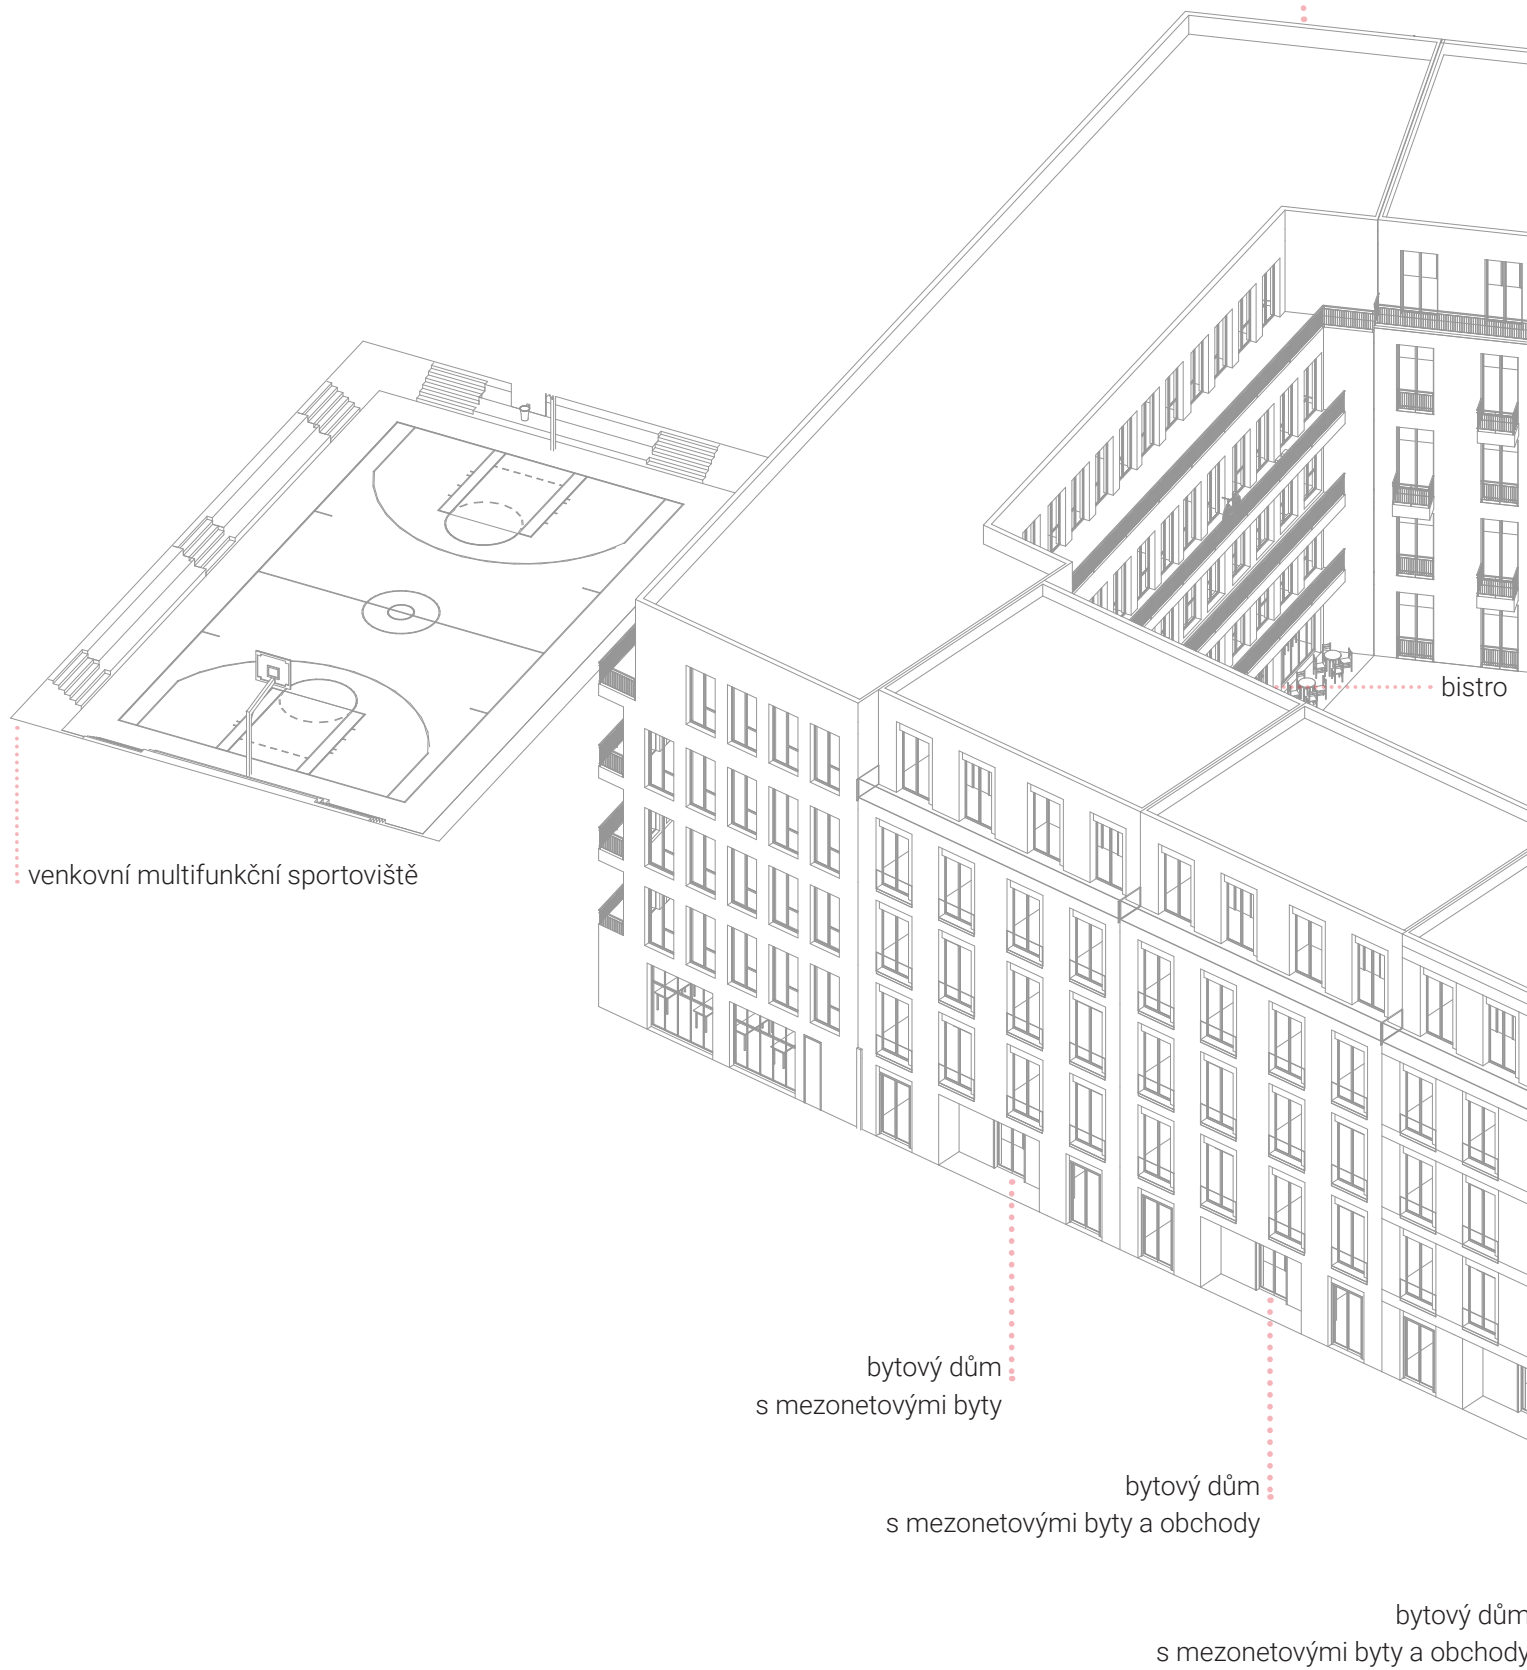 bistro
venkovní multifunkční sportoviště
bytový dům
s mezonetovými byty
bytový dům
s mezonetovými byty a obchody
bytový dům
s mezonetovými byty a obchody